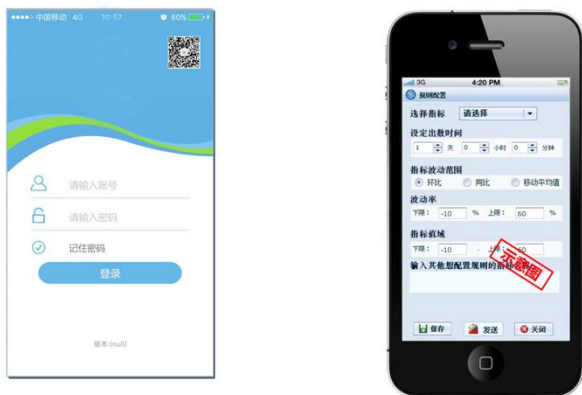 中国移动 4G 10:57 80%
请输入账号
请输入密码
记住密码
登录
版本:(null)
3G 4:20 PM
规则配置
选择指标 请选择
设定出数时间
1 天 0 小时 0 分钟
指标波动范围
环比 同比 移动平均值
波动率
下限: -10 % 上限: 60 %
指标值域
下限: -10 - 上限: 60
示意图
输入其他想配置规则的指标
保存 发送 关闭